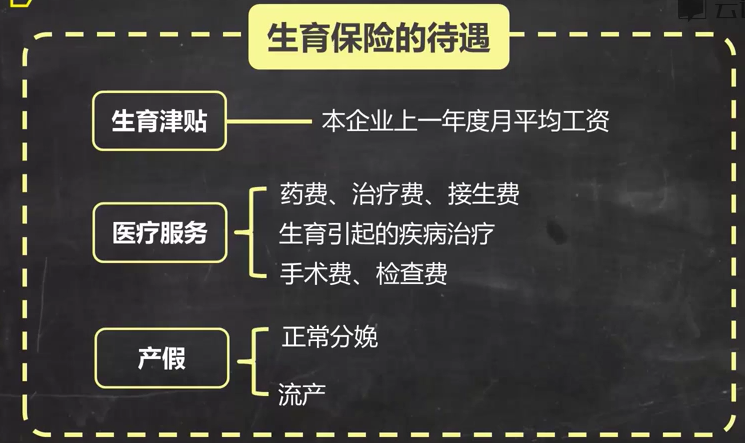 生育保险的待遇
生育津贴
本企业上一年度月平均工资
医疗服务
药费、治疗费、接生费
生育引起的疾病治疗
手术费、检查费
产假
正常分娩
流产